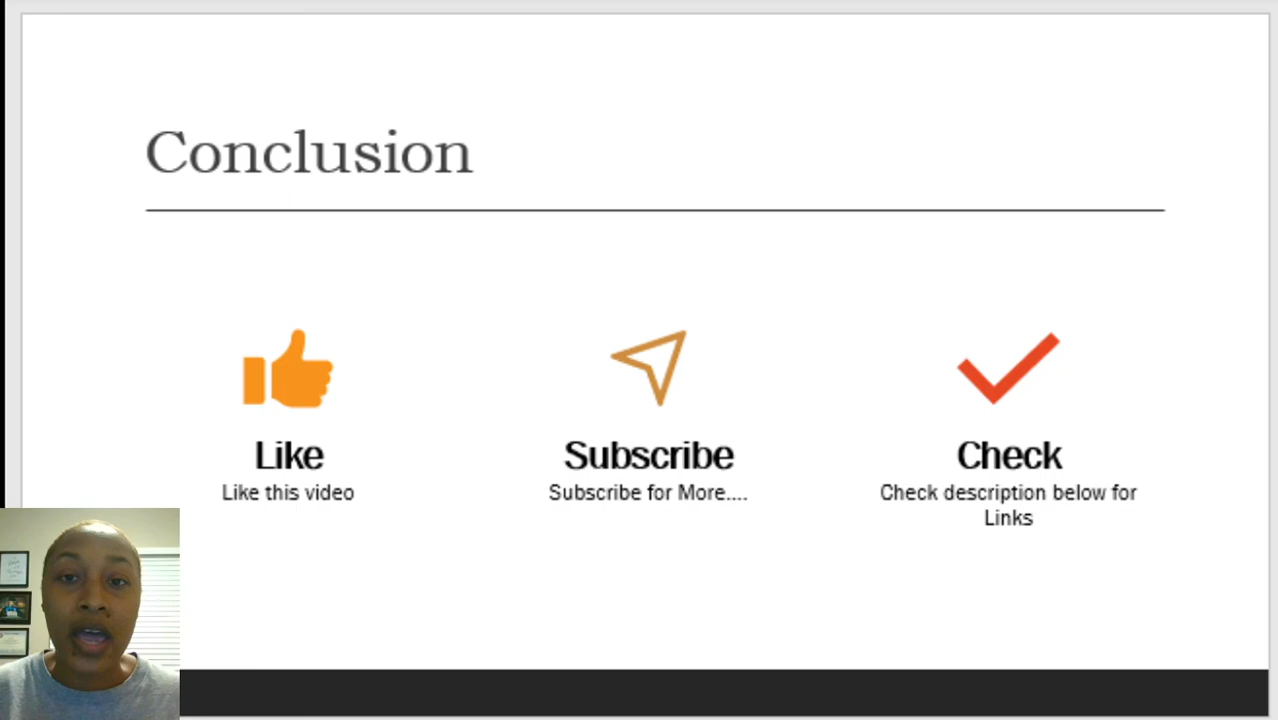 Conclusion
Like
Like this video
Subscribe
Subscribe for More....
Check
Check description below for
Links